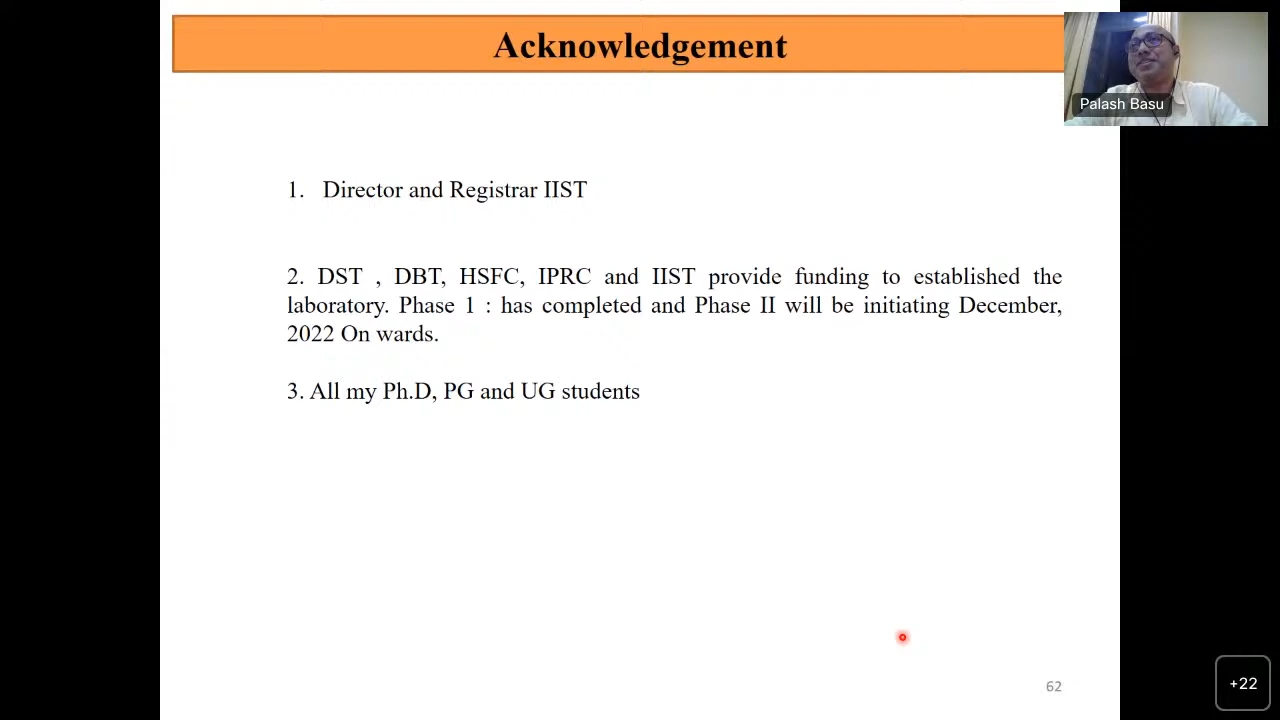 Acknowledgement
Palash Basu
1. Director and Registrar IIST
2. DST , DBT, HSFC, IPRC and IIST provide funding to established the
laboratory. Phase 1 : has completed and Phase II will be initiating December,
2022 On wards.
3. All my Ph.D, PG and UG students
62
+22